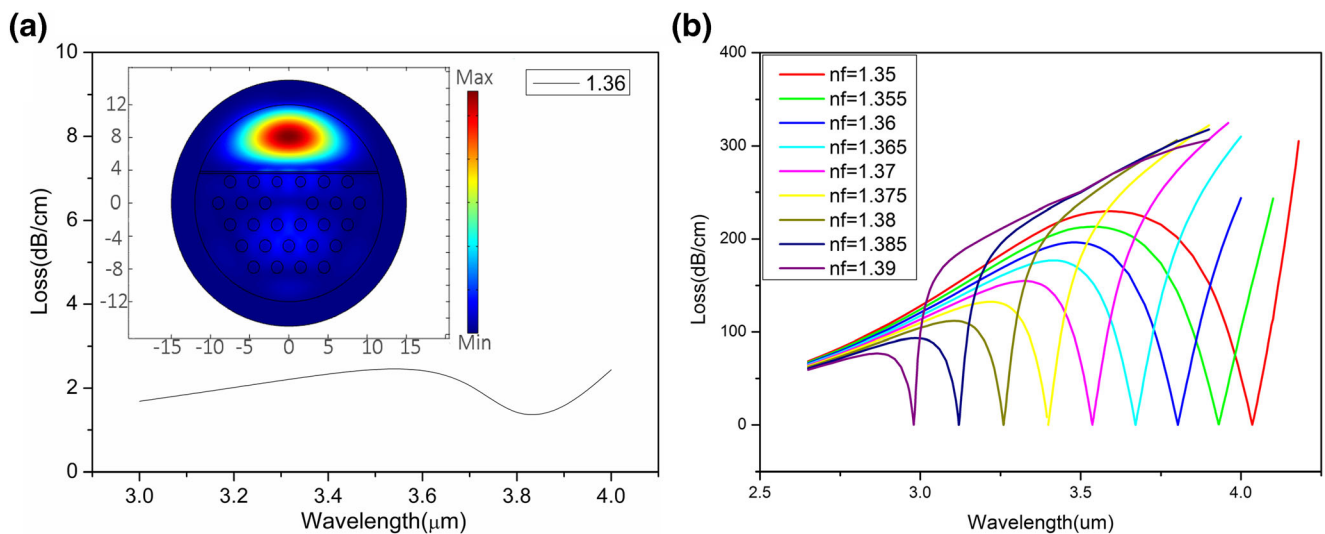 (a)
10
8
6
4
2
0
Loss(dB/cm)
3.0 3.2 3.4 3.6 3.8 4.0
Wavelength(μm)
1.36
12
8
4
0
-4
-8
-12
-15 -10 -5 0 5 10 15
Max
Min
(b)
400
300
200
100
0
Loss(dB/cm)
2.5 3.0 3.5 4.0
Wavelength(um)
nf=1.35
nf=1.355
nf=1.36
nf=1.365
nf=1.37
nf=1.375
nf=1.38
nf=1.385
nf=1.39